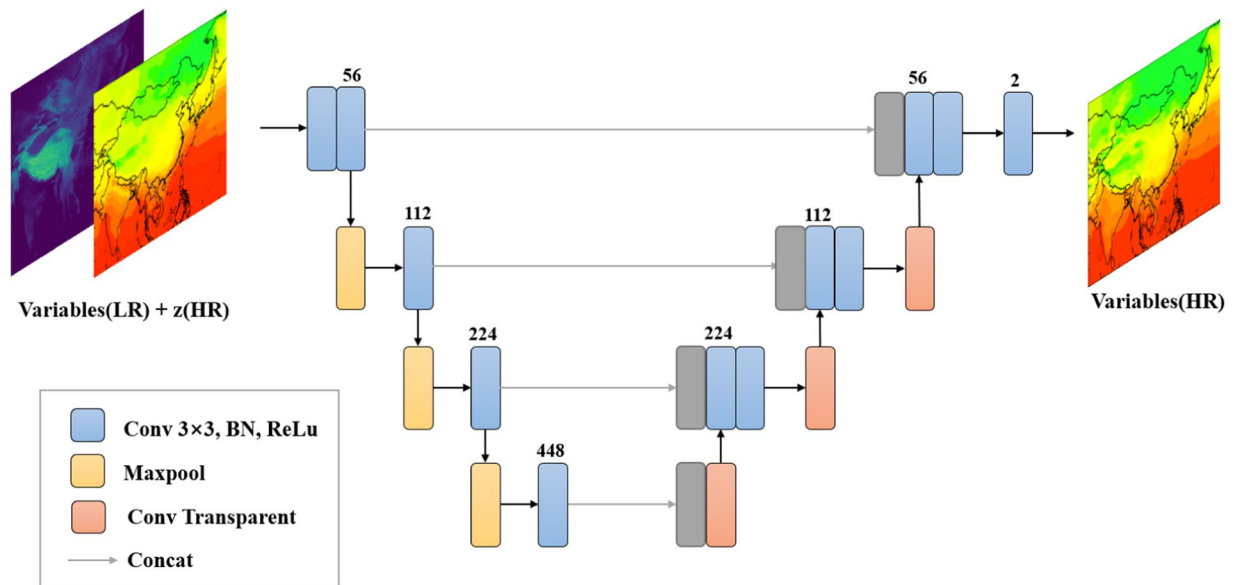 56
56
2
112
112
Variables(LR) + z(HR)
Variables(HR)
224
224
448
Conv 3×3, BN, ReLu
Maxpool
Conv Transparent
Concat